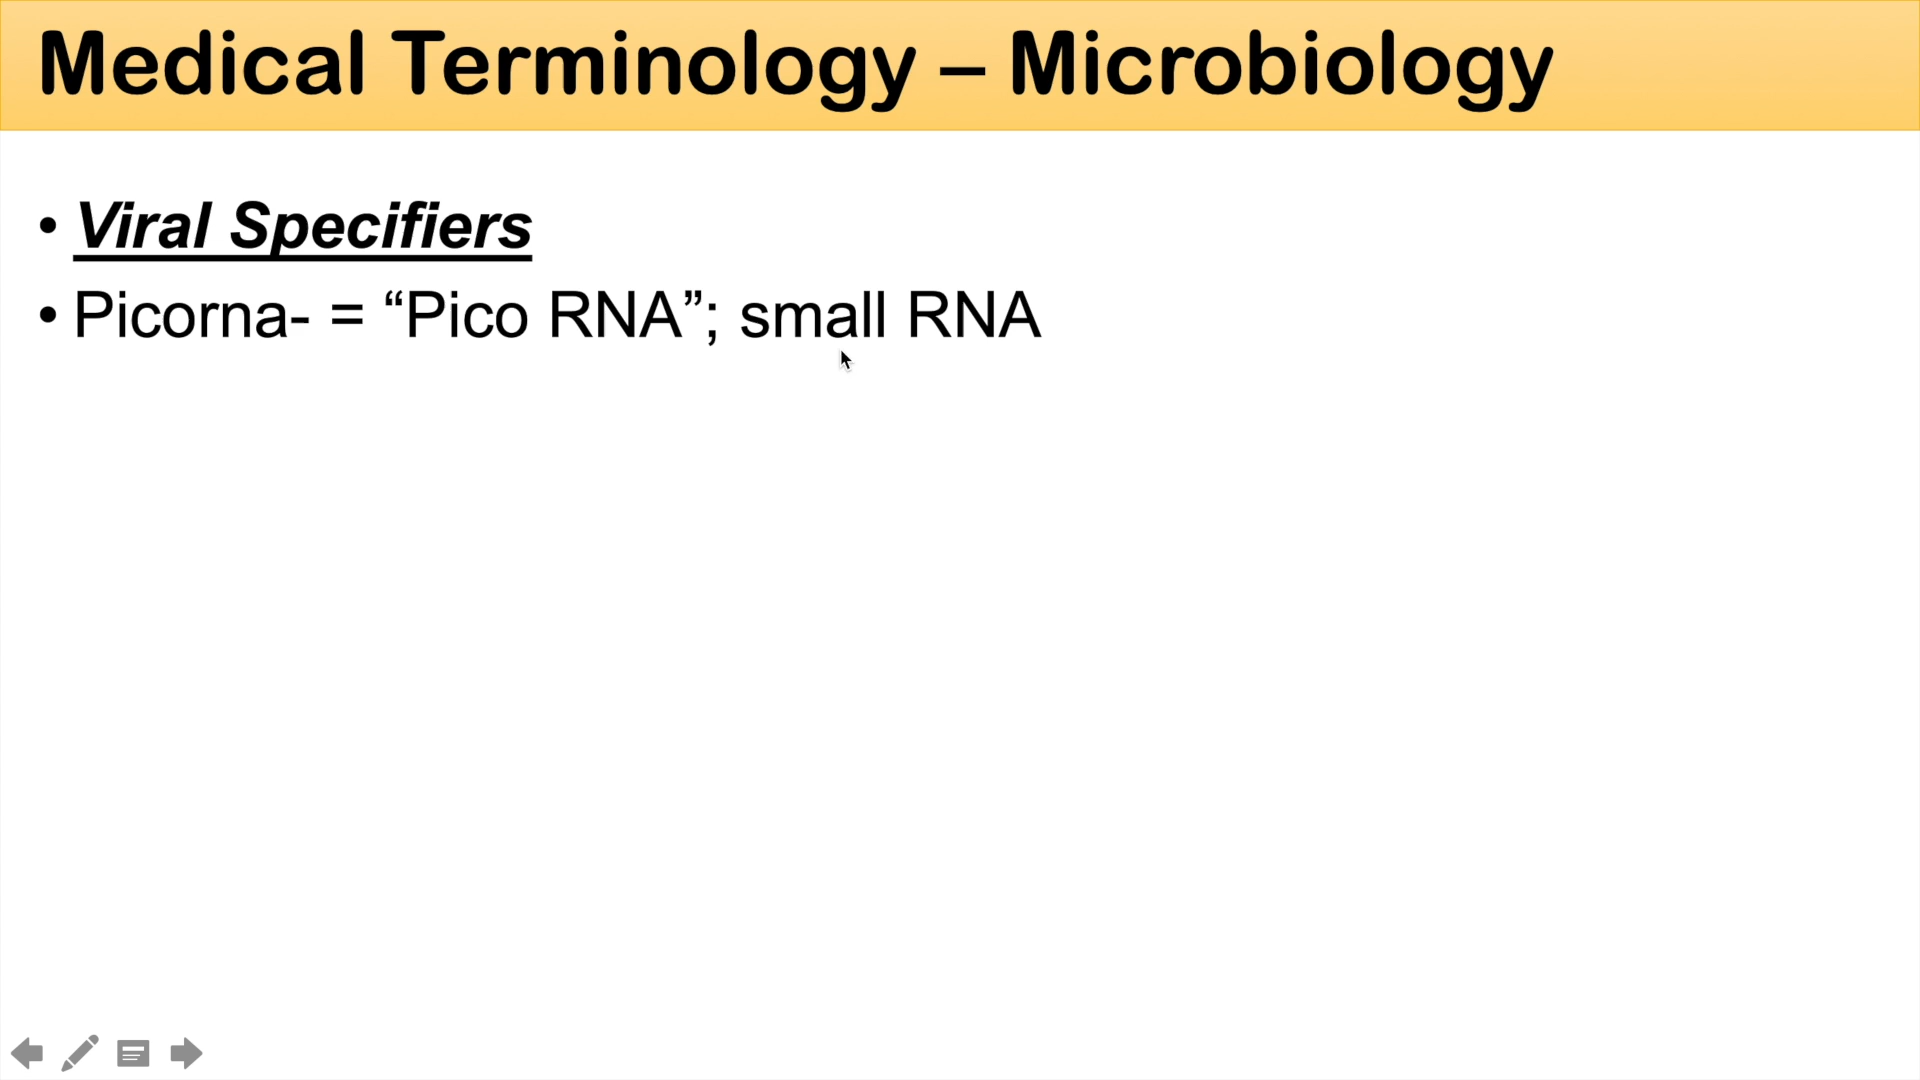 Medical Terminology – Microbiology
• Viral Specifiers
• Picorna- = “Pico RNA”; small RNA